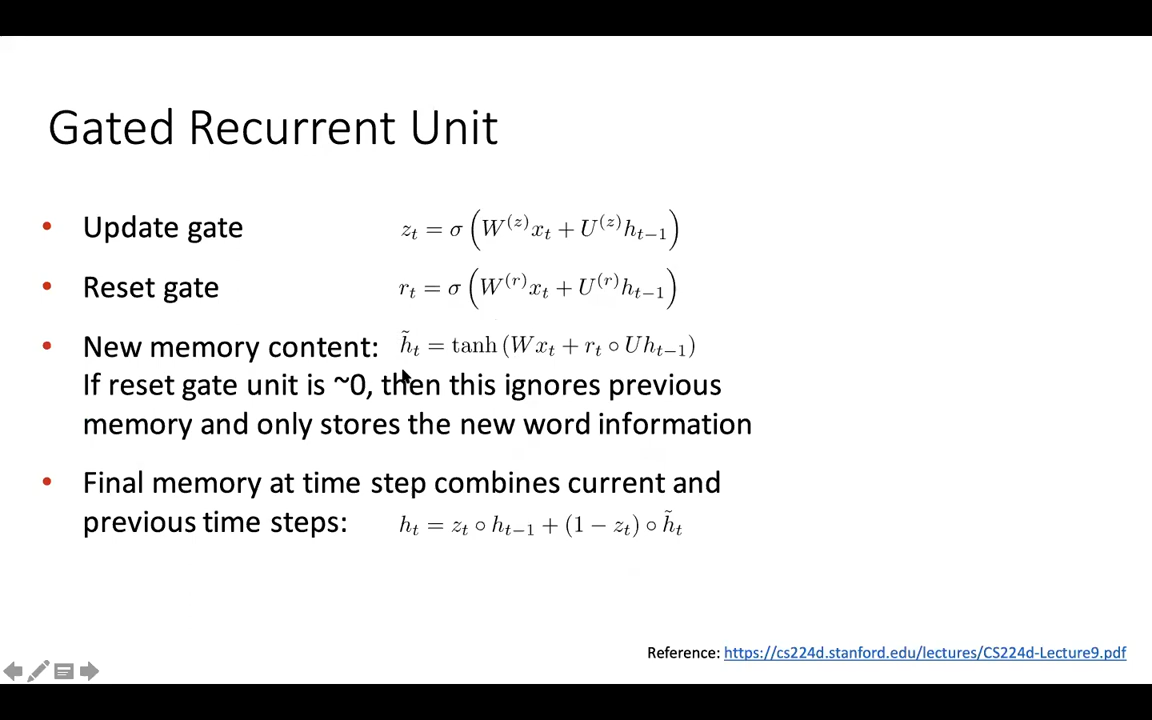 Gated Recurrent Unit
• Update gate z_t = σ(W^(z)x_t + U^(z)h_{t−1})
• Reset gate r_t = σ(W^(r)x_t + U^(r)h_{t−1})
• New memory content: h̃_t = tanh(Wx_t + r_t ∘ Uh_{t−1})
If reset gate unit is ~0, then this ignores previous
memory and only stores the new word information
• Final memory at time step combines current and
previous time steps: h_t = z_t ∘ h_{t−1} + (1 − z_t) ∘ h̃_t
Reference: https://cs224d.stanford.edu/lectures/CS224d-Lecture9.pdf